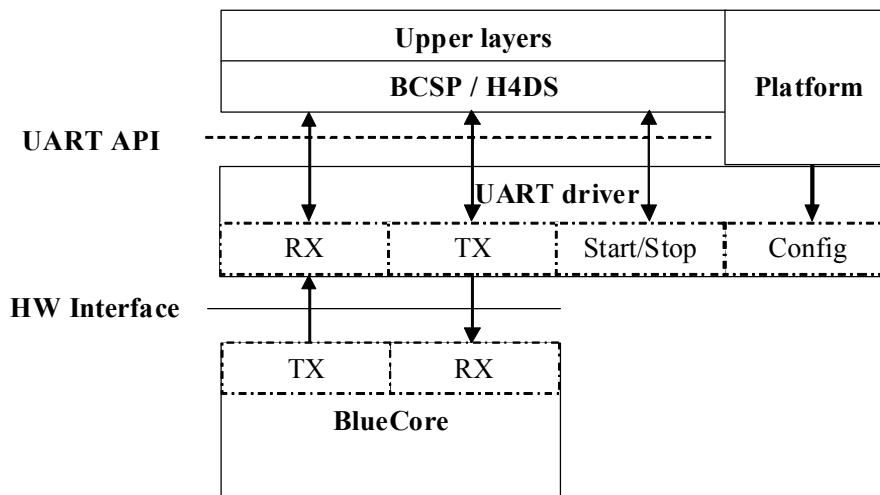 Upper layers
BCSP / H4DS
Platform
UART API
UART driver
RX
TX
Start/Stop
Config
HW Interface
TX
RX
BlueCore